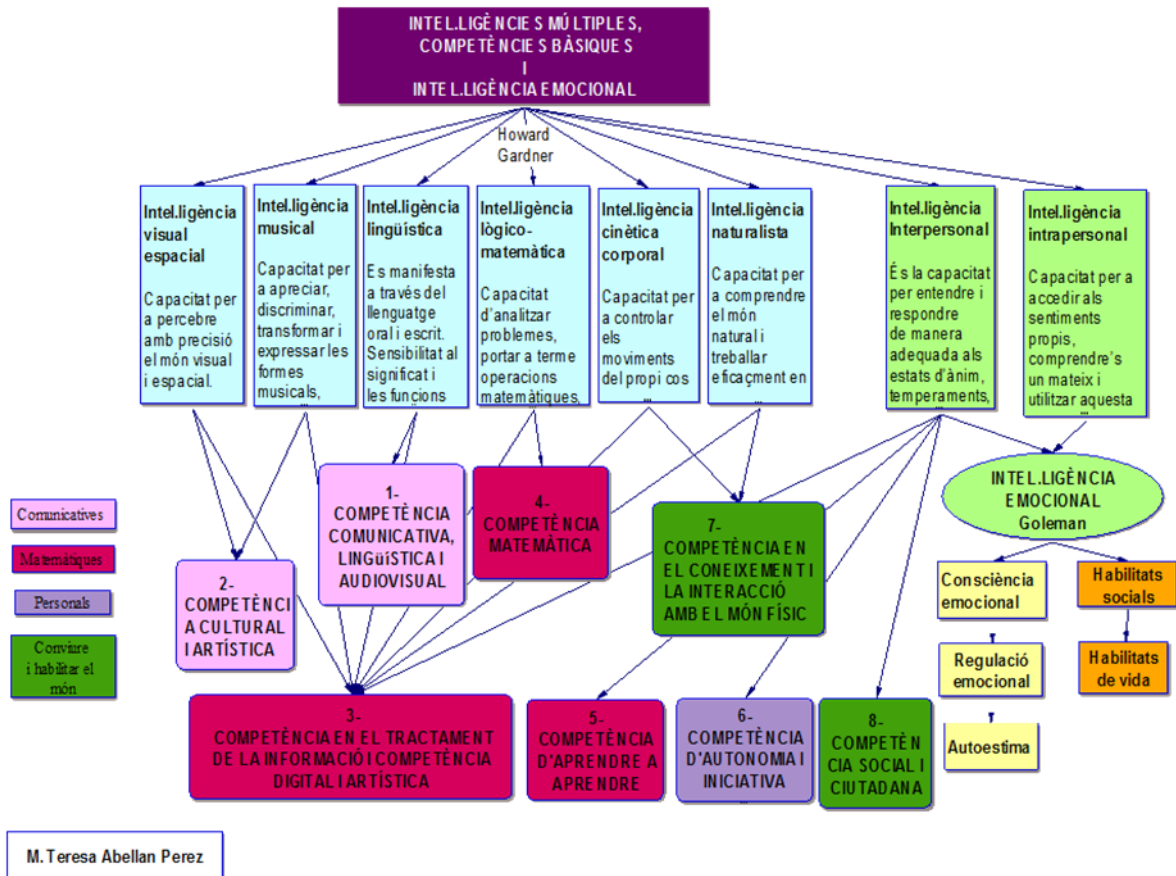 INTEL.LIGÈNCIES MÚLTIPLES,
COMPETÈNCIES BÀSIQUES
I
INTEL.LIGÈNCIA EMOCIONAL
Howard
Gardner
Intel.ligència
visual
espacial
Capacitat per
a percebre
amb precisió
el món visual
i espacial.
Intel.ligència
musical
Capacitat per
a apreciar,
discriminar,
transformar i
expressar les
formes
musicals,
...
Intel.ligència
lingüística
Es manifesta
a través del
llenguatge
oral i escrit.
Sensibilitat al
significat i
les funcions
...
Intel.ligència
lògico-
matemàtica
Capacitat
d'analitzar
problemes,
portar a terme
operacions
matemàtiques,
...
Intel.ligència
cinètica
corporal
Capacitat per
a controlar
els
moviments
del propi cos
...
Intel.ligència
naturalista
Capacitat per
a comprendre
el món
natural i
treballar
eficaçment en
...
Intel.ligència
Interpersonal
És la capacitat
per entendre i
respondre
de manera
adequada als
estats d'ànim,
temperaments,
...
Intel.ligència
intrapersonal
Capacitat per a
accedir als
sentiments
propis,
comprendre's
un mateix i
utilitzar aquesta
...
INTEL.LIGÈNCIA
EMOCIONAL
Goleman
1-
COMPETÈNCIA
COMUNICATIVA,
LINGüíSTICA I
AUDIOVISUAL
4-
COMPETÈNCIA
MATEMÀTICA
7-
COMPETÈNCIA EN
EL CONEIXEMENT I
LA INTERACCIÓ
AMB EL MÓN FÍSIC
Comunicatives
Matemàtiques
Personals
Conviure
i habilitar el
món
2-
COMPETÈNCI
A CULTURAL
I ARTÍSTICA
Consciència
emocional
Habilitats
socials
Regulació
emocional
Habilitats
de vida
Autoestima
3-
COMPETÈNCIA EN EL TRACTAMENT
DE LA INFORMACIÓ I COMPETÈNCIA
DIGITAL I ARTÍSTICA
5-
COMPETÈNCIA
D'APRENDRE A
APRENDRE
6-
COMPETÈNCIA
D'AUTONOMIA I
INICIATIVA
...
8-
COMPETÈN
CIA SOCIAL I
CIUTADANA
M. Teresa Abellan Perez